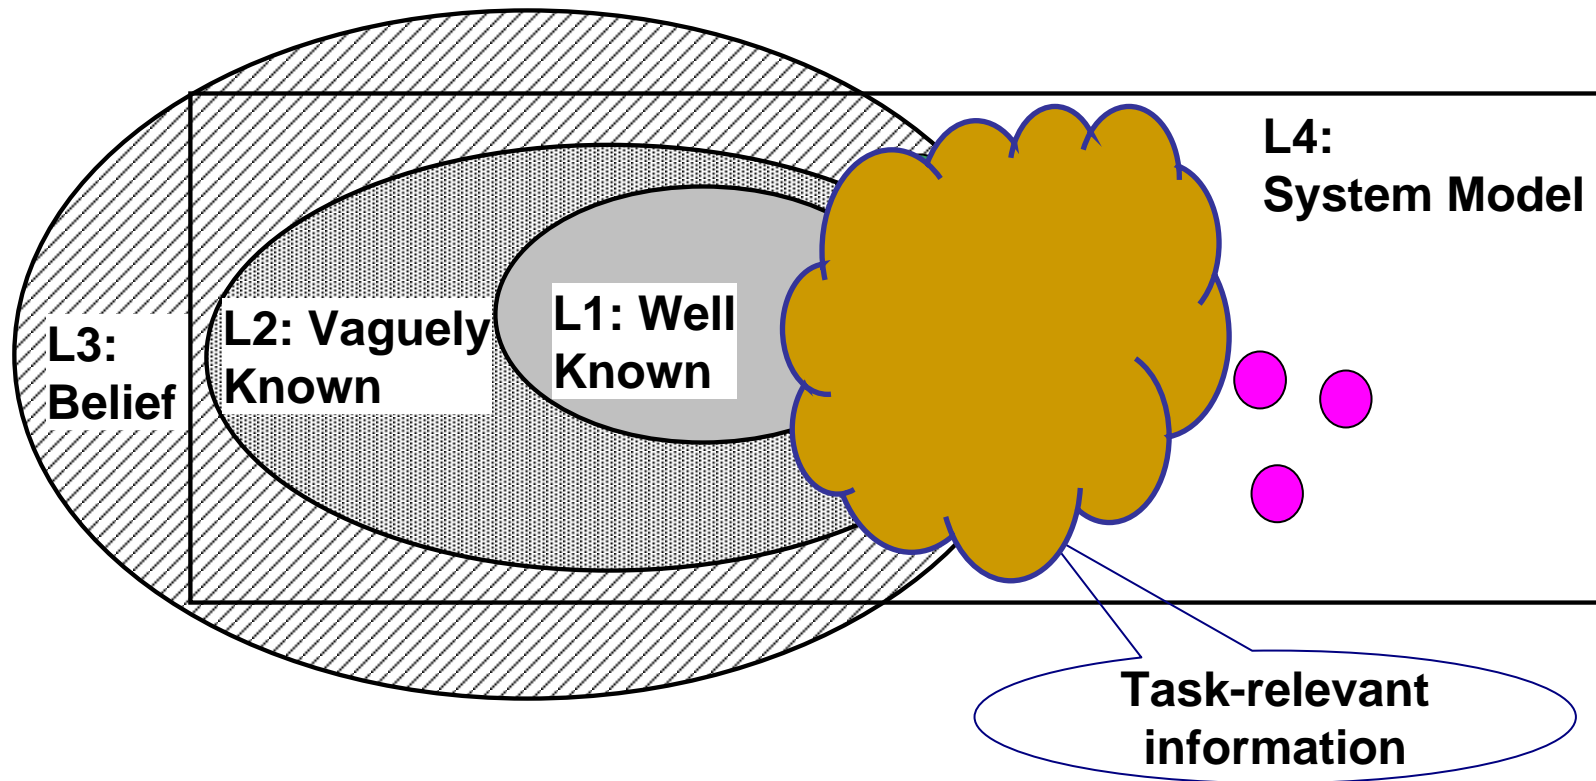 L3:
Belief
L2: Vaguely
Known
L1: Well
Known
L4:
System Model
Task-relevant
information